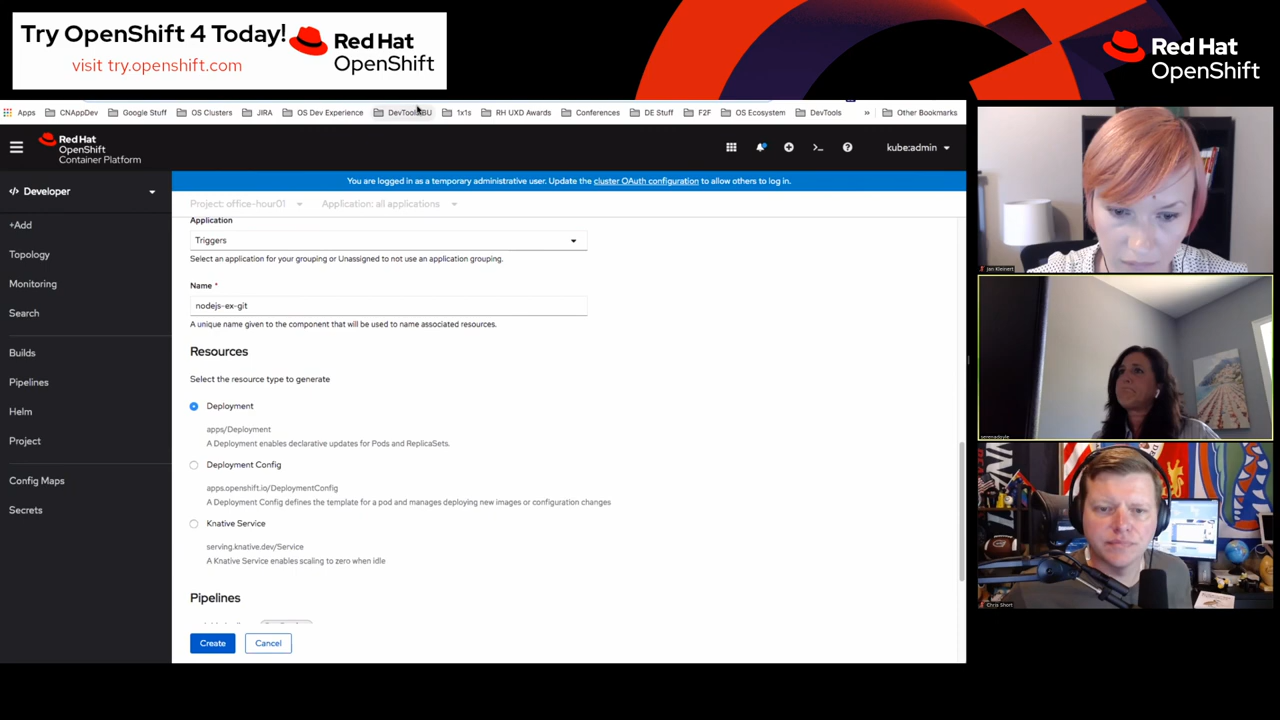 Try OpenShift 4 Today!
visit try.openshift.com
Red Hat
OpenShift
Red Hat
OpenShift
Apps CNAppDev Google Stuff OS Clusters JIRA OS Dev Experience DevTools BU 1x1s RH UXD Awards Conferences DE Stuff F2F OS Ecosystem DevTools » Other Bookmarks
Red Hat
OpenShift
Container Platform
kube:admin
</> Developer
+Add
Topology
Monitoring
Search
Builds
Pipelines
Helm
Project
Config Maps
Secrets
You are logged in as a temporary administrative user. Update the cluster OAuth configuration to allow others to log in.
Project: office-hour01 Application: all applications
Application
Triggers
Select an application for your grouping or Unassigned to not use an application grouping.
Name *
nodejs-ex-git
A unique name given to the component that will be used to name associated resources.
Resources
Select the resource type to generate
Deployment
apps/Deployment
A Deployment enables declarative updates for Pods and ReplicaSets.
Deployment Config
apps.openshift.io/DeploymentConfig
A Deployment Config defines the template for a pod and manages deploying new images or configuration changes
Knative Service
serving.knative.dev/Service
A Knative Service enables scaling to zero when idle
Pipelines
Create Cancel
Jan Kleinert
serenadoyle
Chris Short